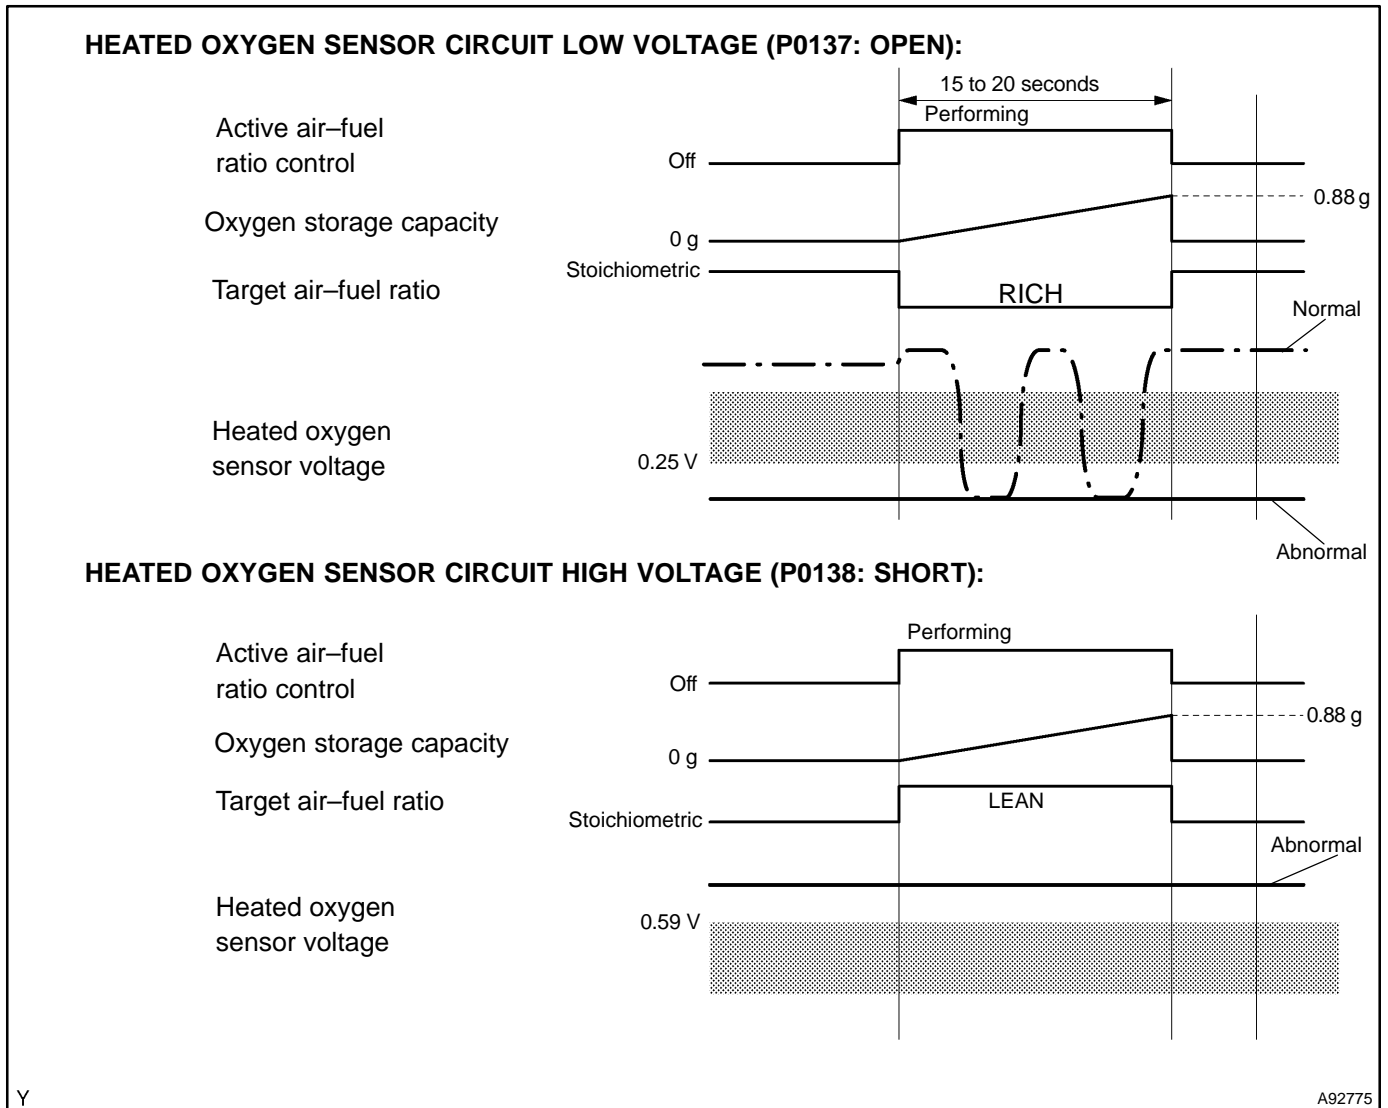 HEATED OXYGEN SENSOR CIRCUIT LOW VOLTAGE (P0137: OPEN):
15 to 20 seconds
Performing
Active air–fuel
ratio control
Off
Oxygen storage capacity
0.88 g
0 g
Stoichiometric
Target air–fuel ratio
RICH
Normal
Heated oxygen
sensor voltage
0.25 V
Abnormal
HEATED OXYGEN SENSOR CIRCUIT HIGH VOLTAGE (P0138: SHORT):
Performing
Active air–fuel
ratio control
Off
0.88 g
Oxygen storage capacity
0 g
Target air–fuel ratio
LEAN
Stoichiometric
Abnormal
Heated oxygen
sensor voltage
0.59 V
Y
A92775